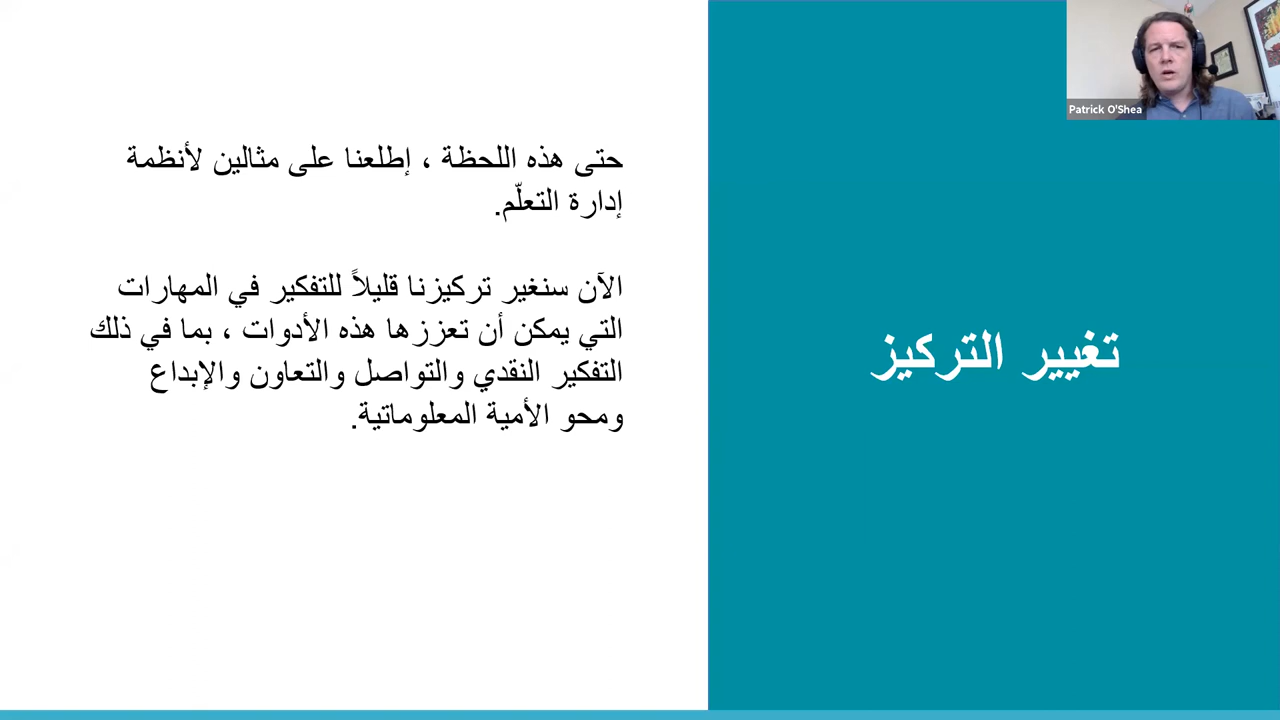 تغيير التركيز
حتى هذه اللحظة ، إطلعنا على مثالين لأنظمة
إدارة التعلّم.
الآن سنغير تركيزنا قليلاً للتفكير في المهارات
التي يمكن أن تعززها هذه الأدوات ، بما في ذلك
التفكير النقدي والتواصل والتعاون والإبداع
ومحو الأمية المعلوماتية.
Patrick O'Shea